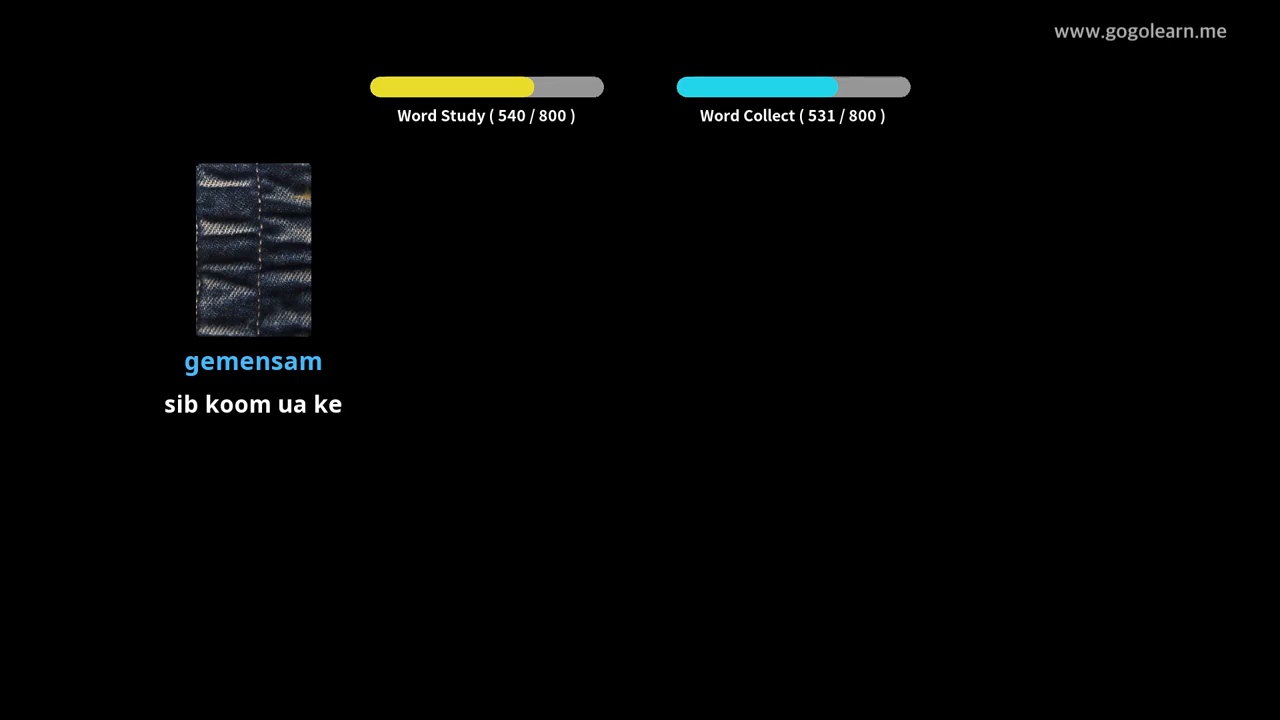 www.gogolearn.me
Word Study ( 540 / 800 )
Word Collect ( 531 / 800 )
gemensam
sib koom ua ke